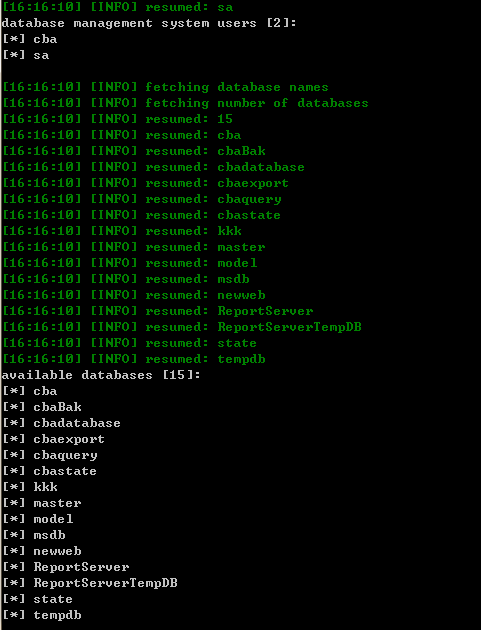 [16:16:10] [INFO] resumed: sa
database management system users [2]:
[*] cba
[*] sa
[16:16:10] [INFO] fetching database names
[16:16:10] [INFO] fetching number of databases
[16:16:10] [INFO] resumed: 15
[16:16:10] [INFO] resumed: cba
[16:16:10] [INFO] resumed: cbaBak
[16:16:10] [INFO] resumed: cbadatabase
[16:16:10] [INFO] resumed: cbaexport
[16:16:10] [INFO] resumed: cbaquery
[16:16:10] [INFO] resumed: cbastate
[16:16:10] [INFO] resumed: kkk
[16:16:10] [INFO] resumed: master
[16:16:10] [INFO] resumed: model
[16:16:10] [INFO] resumed: msdb
[16:16:10] [INFO] resumed: newweb
[16:16:10] [INFO] resumed: ReportServer
[16:16:10] [INFO] resumed: ReportServerTempDB
[16:16:10] [INFO] resumed: state
[16:16:10] [INFO] resumed: tempdb
available databases [15]:
[*] cba
[*] cbaBak
[*] cbadatabase
[*] cbaexport
[*] cbaquery
[*] cbastate
[*] kkk
[*] master
[*] model
[*] msdb
[*] newweb
[*] ReportServer
[*] ReportServerTempDB
[*] state
[*] tempdb